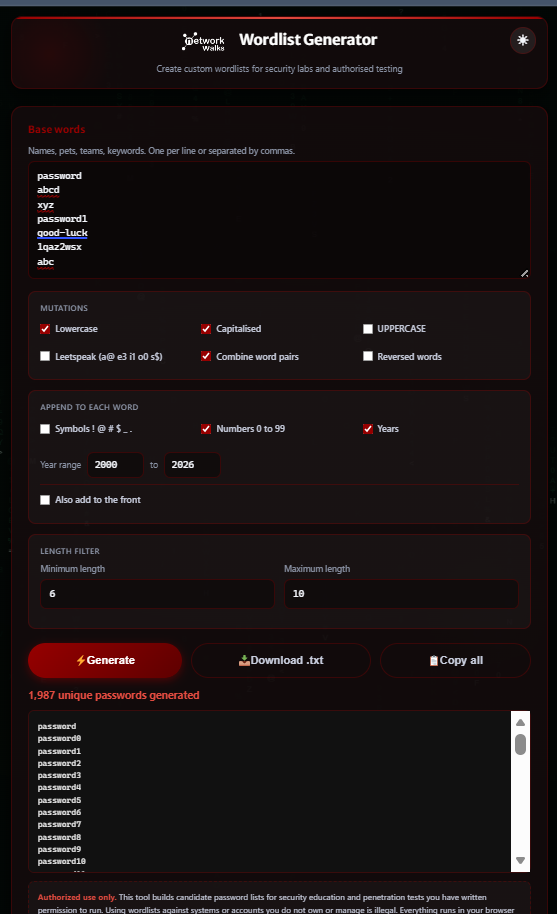 network
Walks
Wordlist Generator
Create custom wordlists for security labs and authorised testing
Base words
Names, pets, teams, keywords. One per line or separated by commas.
password
abcd
xyz
password1
good-luck
1qaz2wsx
abc
MUTATIONS
Lowercase
Capitalised
UPPERCASE
Leetspeak (a@ e3 i1 o0 s$)
Combine word pairs
Reversed words
APPEND TO EACH WORD
Symbols ! @ # $ _ .
Numbers 0 to 99
Years
Year range 2000 to 2026
Also add to the front
LENGTH FILTER
Minimum length
Maximum length
6
10
⚡Generate
Download .txt
Copy all
1,987 unique passwords generated
password
password0
password1
password2
password3
password4
password5
password6
password7
password8
password9
password10
Authorized use only. This tool builds candidate password lists for security education and penetration tests you have written
permission to run. Using wordlists against systems or accounts you do not own or manage is illegal. Everything runs in your browser